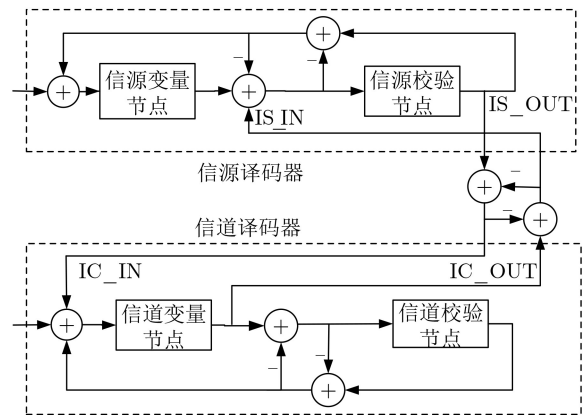 信源变量
节点
信源校验
节点
IS_IN
IS_OUT
信源译码器
信道译码器
IC_IN
IC_OUT
信道变量
节点
信道校验
节点